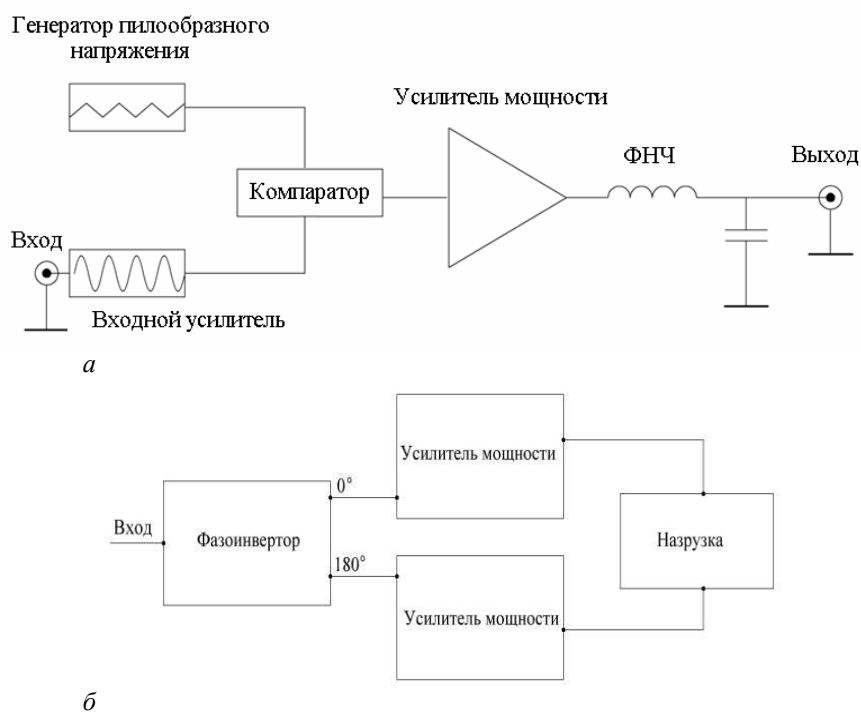 Генератор пилообразного
напряжения
Усилитель мощности
ФНЧ
Выход
Компаратор
Вход
Входной усилитель
а
Усилитель мощности
0°
Вход
Фазоинвертор
Назрузка
180°
Усилитель мощности
б